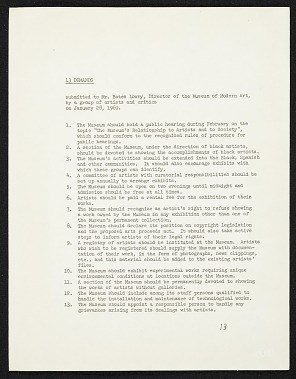 13 DEMANDS
submitted to Mr. Bates Lowry, Director of the Museum of Modern Art,
by a group of artists and critics
on January 28, 1969.
1. The Museum should hold a public hearing during February on the
topic "The Museum's Relationship to Artists and to Society",
which should conform to the recognized rules of procedure for
public hearings.
2. A section of the Museum, under the direction of black artists,
should be devoted to showing the accomplishments of black artists.
3. The Museum's activities should be extended into the Black, Spanish
and other communities. It should also encourage exhibits with
which these groups can identify.
4. A committee of artists with curatorial responsibilities should be
set up annually to arrange exhibits.
5. The Museum should be open on two evenings until midnight and
admission should be free at all times.
6. Artists should be paid a rental fee for the exhibition of their
works.
7. The Museum should recognize an artist's right to refuse showing
a work owned by the Museum in any exhibition other than one of
the Museum's permanent collection.
8. The Museum should declare its position on copyright legislation
and the proposed arts proceeds act. It should also take active
steps to inform artists of their legal rights.
9. A registry of artists should be instituted at the Museum. Artists
who wish to be registered should supply the Museum with documen-
tation of their work, in the form of photographs, news clippings,
etc., and this material should be added to the existing artists'
files.
10. The Museum should exhibit experimental works requiring unique
environmental conditions at locations outside the Museum.
11. A section of the Museum should be permanently devoted to showing
the works of artists without galleries.
12. The Museum should include among its staff persons qualified to
handle the installation and maintenance of technological works.
13. The Museum should appoint a responsible person to handle any
grievances arising from its dealings with artists.
13